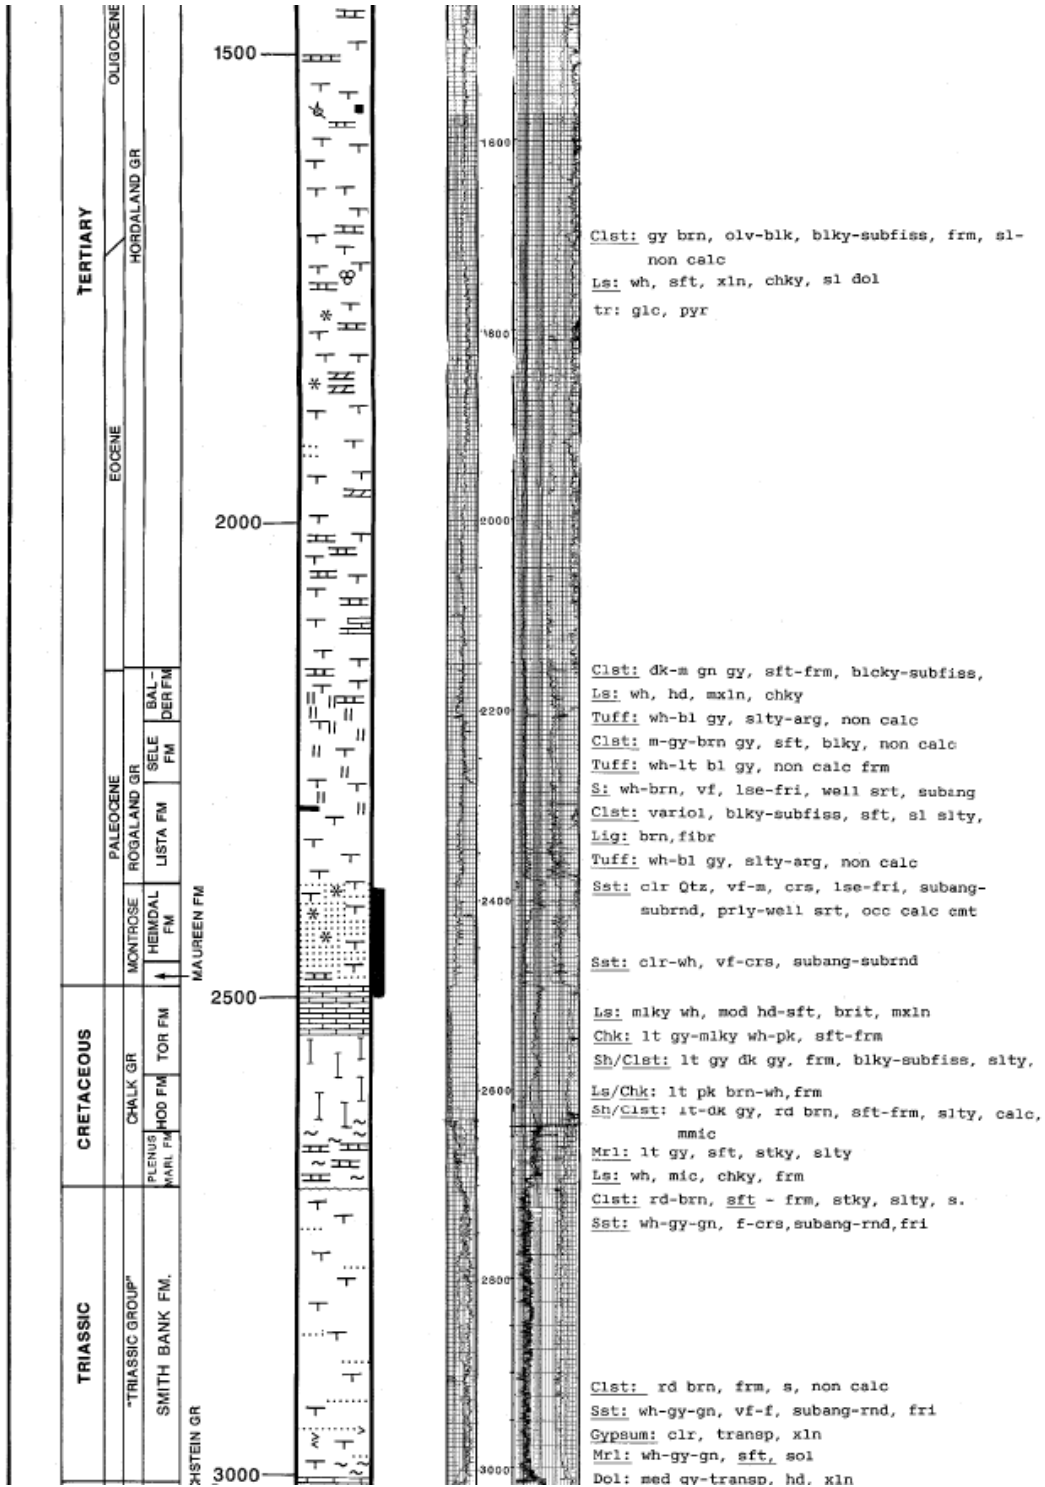 OLIGOCENE
TERTIARY
HORDALAND GR
EOCENE
PALEOCENE
ROGALAND GR
BAL-
DER FM
SELE
FM
LISTA FM
MONTROSE
HEIMDAL
FM
MAUREEN FM
CRETACEOUS
CHALK GR
TOR FM
HOD FM
PLENUS
MARL FM
TRIASSIC
"TRIASSIC GROUP"
SMITH BANK FM.
HSTEIN GR
1500
2000
2500
3000
1600
1800
2000
2200
2400
2600
2800
3000
Clst: gy brn, olv-blk, blky-subfiss, frm, sl-
non calc
Ls: wh, sft, xln, chky, sl dol
tr: glc, pyr
Clst: dk-m gn gy, sft-frm, blcky-subfiss,
Ls: wh, hd, mxln, chky
Tuff: wh-bl gy, slty-arg, non calc
Clst: m-gy-brn gy, sft, blky, non calc
Tuff: wh-lt bl gy, non calc frm
S: wh-brn, vf, lse-fri, well srt, subang
Clst: variol, blky-subfiss, sft, sl slty,
Lig: brn,fibr
Tuff: wh-bl gy, slty-arg, non calc
Sst: clr Qtz, vf-m, crs, lse-fri, subang-
subrnd, prly-well srt, occ calc cmt
Sst: clr-wh, vf-crs, subang-subrnd
Ls: mlky wh, mod hd-sft, brit, mxln
Chk: lt gy-mlky wh-pk, sft-frm
Sh/Clst: lt gy dk gy, frm, blky-subfiss, slty,
Ls/Chk: lt pk brn-wh,frm
Sh/Clst: lt-dk gy, rd brn, sft-frm, slty, calc,
mmic
Mrl: lt gy, sft, stky, slty
Ls: wh, mic, chky, frm
Clst: rd-brn, sft - frm, stky, slty, s.
Sst: wh-gy-gn, f-crs,subang-rnd,fri
Clst: rd brn, frm, s, non calc
Sst: wh-gy-gn, vf-f, subang-rnd, fri
Gypsum: clr, transp, xln
Mrl: wh-gy-gn, sft, sol
Dol: med gy-transp, hd, xln